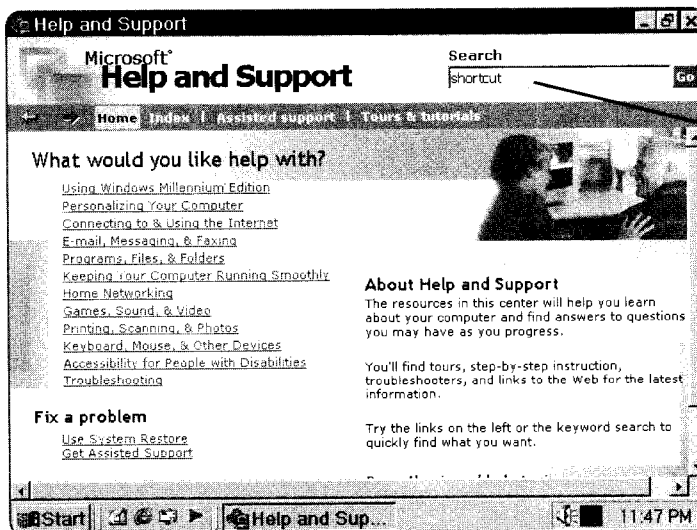 Help and Support
Microsoft®
Help and Support
Search
shortcut
Go
Home Index | Assisted support | Tours & tutorials
What would you like help with?
Using Windows Millennium Edition
Personalizing Your Computer
Connecting to & Using the Internet
E-mail, Messaging, & Faxing
Programs, Files, & Folders
Keeping Your Computer Running Smoothly
Home Networking
Games, Sound, & Video
Printing, Scanning, & Photos
Keyboard, Mouse, & Other Devices
Accessibility for People with Disabilities
Troubleshooting
Fix a problem
Use System Restore
Get Assisted Support
About Help and Support
The resources in this center will help you learn
about your computer and find answers to questions
you may have as you progress.
You'll find tours, step-by-step instruction,
troubleshooters, and links to the Web for the latest
information.
Try the links on the left or the keyword search to
quickly find what you want.
Start
Help and Sup...
11:47 PM